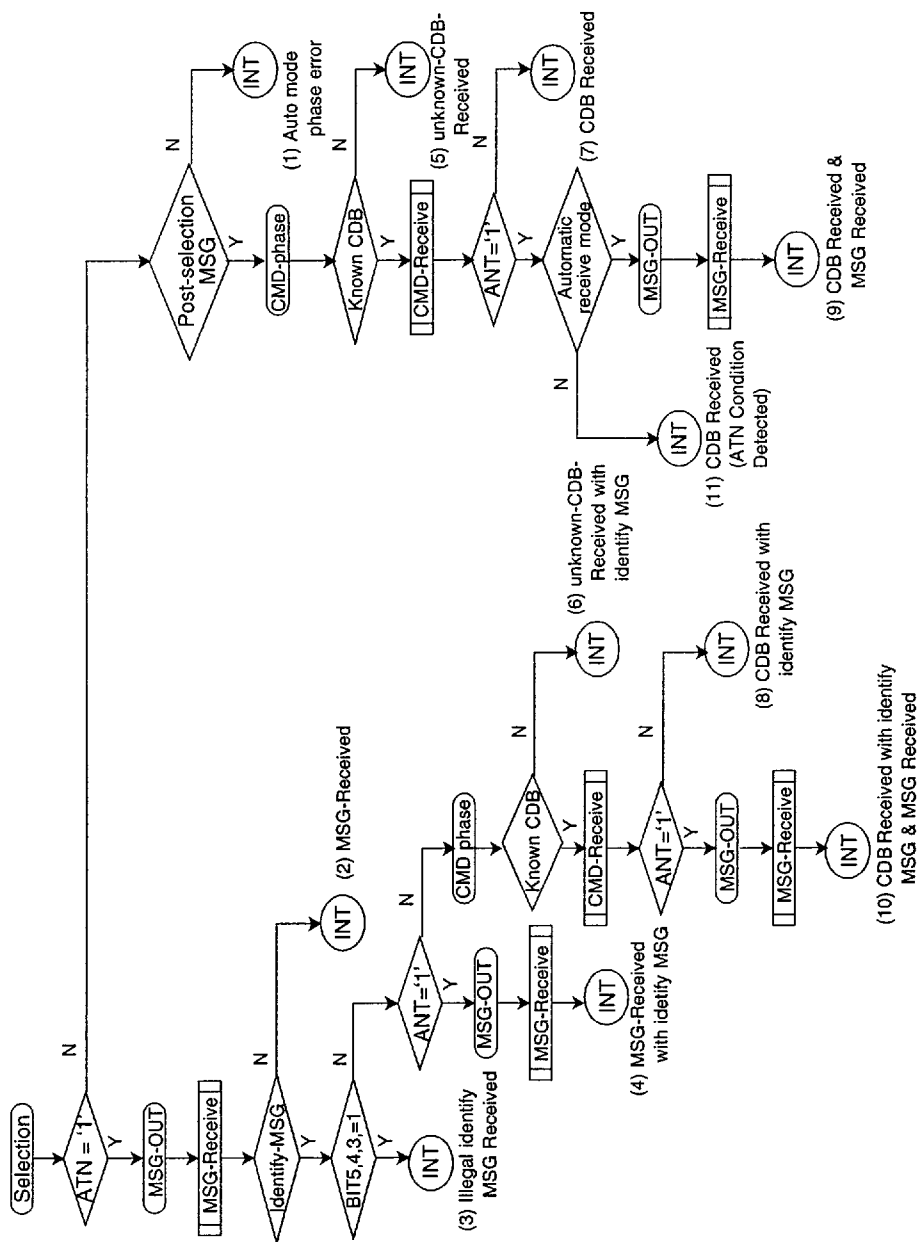 Selection
ATN = '1'
N
Y
MSG-OUT
MSG-Receive
Identify-MSG
N
(2) MSG-Received
INT
Y
BIT5,4,3,=1
N
Y
INT
(3) Illegal identify
MSG Received
ANT='1'
N
Y
MSG-OUT
MSG-Receive
INT
(4) MSG-Received
with idetify MSG
CMD phase
Known CDB
N
INT
(6) unknown-CDB-
Received with
identify MSG
Y
CMD-Receive
ANT='1'
N
INT
(8) CDB Received with
identify MSG
Y
MSG-OUT
MSG-Receive
INT
(10) CDB Received with identify
MSG & MSG Received
Post-selection
MSG
N
INT
(1) Auto mode
phase error
Y
CMD-phase
Known CDB
N
INT
(5) unknown-CDB-
Received
Y
CMD-Receive
ANT='1'
N
INT
(7) CDB Received
Y
Automatic
receive mode
N
INT
(11) CDB Received
(ATN Condition
Detected)
Y
MSG-OUT
MSG-Receive
INT
(9) CDB Received &
MSG Received